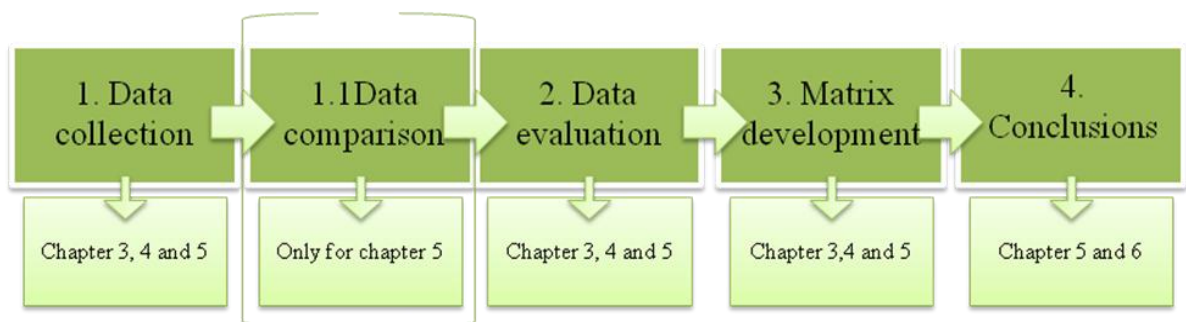 1. Data
collection
1.1Data
comparison
2. Data
evaluation
3. Matrix
development
4.
Conclusions
Chapter 3, 4 and 5
Only for chapter 5
Chapter 3, 4 and 5
Chapter 3,4 and 5
Chapter 5 and 6